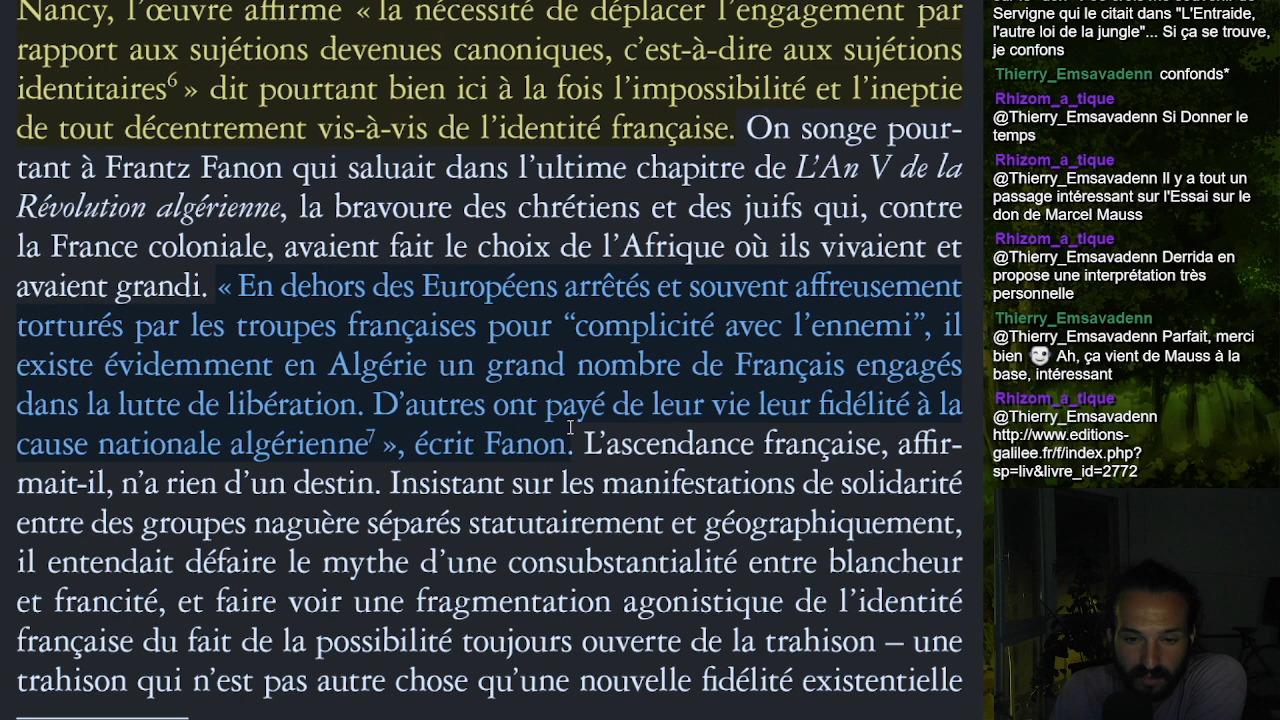 Nancy, l’œuvre affirme « la nécessité de déplacer l’engagement par
rapport aux sujétions devenues canoniques, c’est-à-dire aux sujétions
identitaires6 » dit pourtant bien ici à la fois l’impossibilité et l’ineptie
de tout décentrement vis-à-vis de l’identité française. On songe pour-
tant à Frantz Fanon qui saluait dans l’ultime chapitre de L’An V de la
Révolution algérienne, la bravoure des chrétiens et des juifs qui, contre
la France coloniale, avaient fait le choix de l’Afrique où ils vivaient et
avaient grandi. « En dehors des Européens arrêtés et souvent affreusement
torturés par les troupes françaises pour “complicité avec l’ennemi”, il
existe évidemment en Algérie un grand nombre de Français engagés
dans la lutte de libération. D’autres ont payé de leur vie leur fidélité à la
cause nationale algérienne7 », écrit Fanon. L’ascendance française, affir-
mait-il, n’a rien d’un destin. Insistant sur les manifestations de solidarité
entre des groupes naguère séparés statutairement et géographiquement,
il entendait défaire le mythe d’une consubstantialité entre blancheur
et francité, et faire voir une fragmentation agonistique de l’identité
française du fait de la possibilité toujours ouverte de la trahison – une
trahison qui n’est pas autre chose qu’une nouvelle fidélité existentielle
Servigne qui le citait dans "L'Entraide,
l'autre loi de la jungle"... Si ça se trouve,
je confons
Thierry_Emsavadenn confonds*
Rhizom_a_tique
@Thierry_Emsavadenn Si Donner le
temps
Rhizom_a_tique
@Thierry_Emsavadenn Il y a tout un
passage intéressant sur l'Essai sur le
don de Marcel Mauss
Rhizom_a_tique
@Thierry_Emsavadenn Derrida en
propose une interprétation très
personnelle
Thierry_Emsavadenn
@Thierry_Emsavadenn Parfait, merci
bien Ah, ça vient de Mauss à la
base, intéressant
Rhizom_a_tique
@Thierry_Emsavadenn
http://www.editions-
galilee.fr/f/index.php?
sp=liv&livre_id=2772